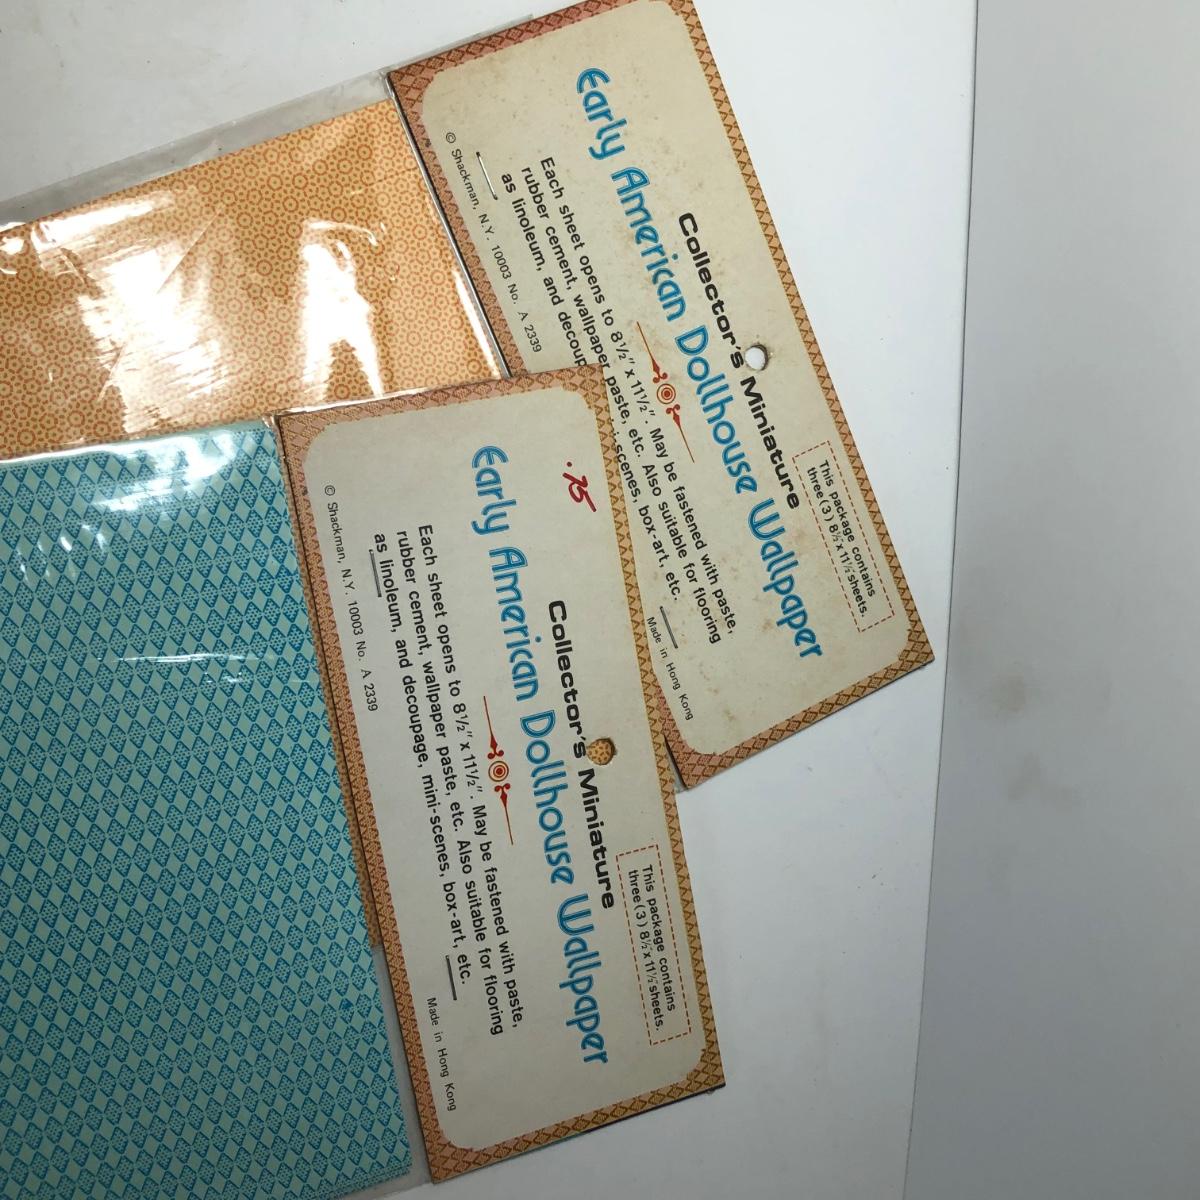 This package contains
three (3) 8½" x 11½" sheets.
Collector's Miniature
Early American Dollhouse Wallpaper
Each sheet opens to 8½" x 11½". May be fastened with paste,
rubber cement, wallpaper paste, etc. Also suitable for flooring
as linoleum, and decoup scenes, box-art, etc.
© Shackman, N.Y. 10003 No. A 2339
Made in Hong Kong
This package contains
three (3) 8½" x 11½" sheets.
.75
Collector's Miniature
Early American Dollhouse Wallpaper
Each sheet opens to 8½" x 11½". May be fastened with paste,
rubber cement, wallpaper paste, etc. Also suitable for flooring
as linoleum, and decoupage, mini-scenes, box-art, etc.
© Shackman, N.Y. 10003 No. A 2339
Made in Hong Kong